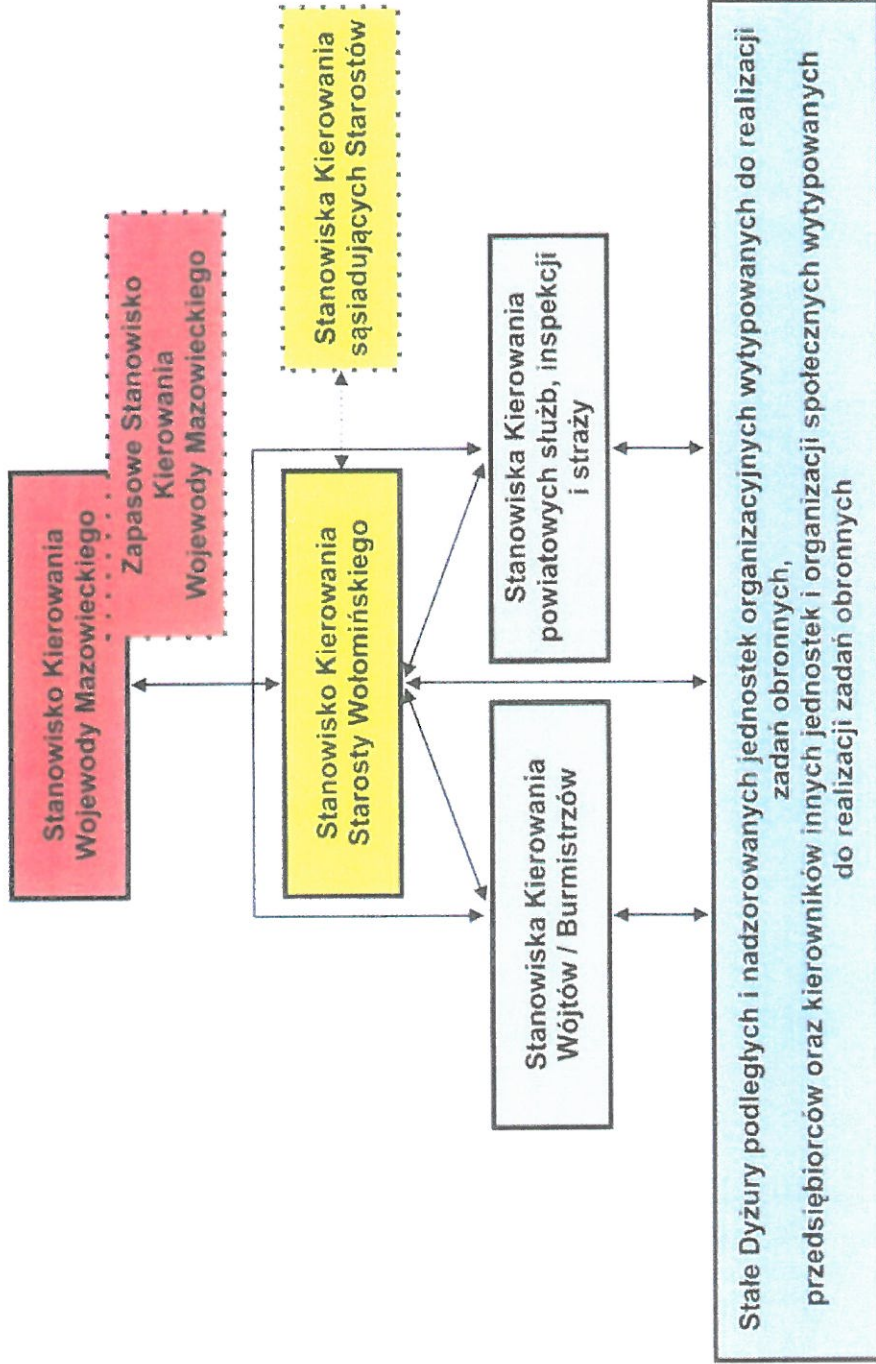 Stanowisko Kierowania
Wojewody Mazowieckiego
Zapasowe Stanowisko
Kierowania
Wojewody Mazowieckiego
Stanowisko Kierowania
Starosty Wołomińskiego
Stanowiska Kierowania
sąsiadujących Starostów
Stanowiska Kierowania
Wójtów / Burmistrzów
Stanowiska Kierowania
powiatowych służb, inspekcji
i straży
Stałe Dyżury podległych i nadzorowanych jednostek organizacyjnych wytypowanych do realizacji
zadań obronnych,
przedsiębiorców oraz kierowników innych jednostek i organizacji społecznych wytypowanych
do realizacji zadań obronnych